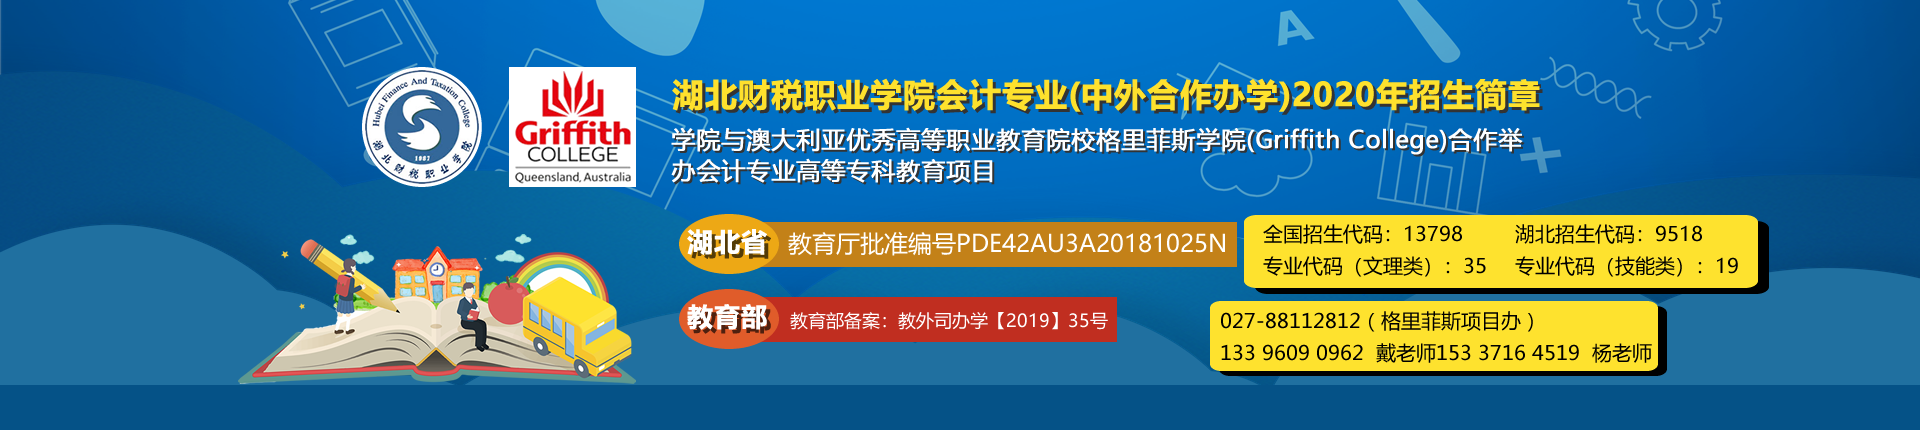 Hubei Finance And Taxation College
1987
湖北财税职业学院
Griffith
COLLEGE
Queensland, Australia
A
湖北财税职业学院会计专业(中外合作办学)2020年招生简章
学院与澳大利亚优秀高等职业教育院校格里菲斯学院(Griffith College)合作举
办会计专业高等专科教育项目
湖北省 教育厅批准编号PDE42AU3A20181025N
全国招生代码：13798 湖北招生代码：9518
专业代码（文理类）：35 专业代码（技能类）：19
教育部 教育部备案：教外司办学【2019】35号
027-88112812（格里菲斯项目办）
133 9609 0962 戴老师153 3716 4519 杨老师